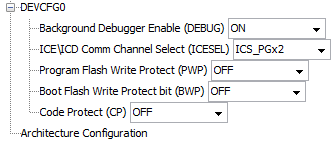 DEVCFG0
Background Debugger Enable (DEBUG) ON
ICE\ICD Comm Channel Select (ICESEL) ICS_PGx2
Program Flash Write Protect (PWP) OFF
Boot Flash Write Protect bit (BWP) OFF
Code Protect (CP) OFF
Architecture Configuration